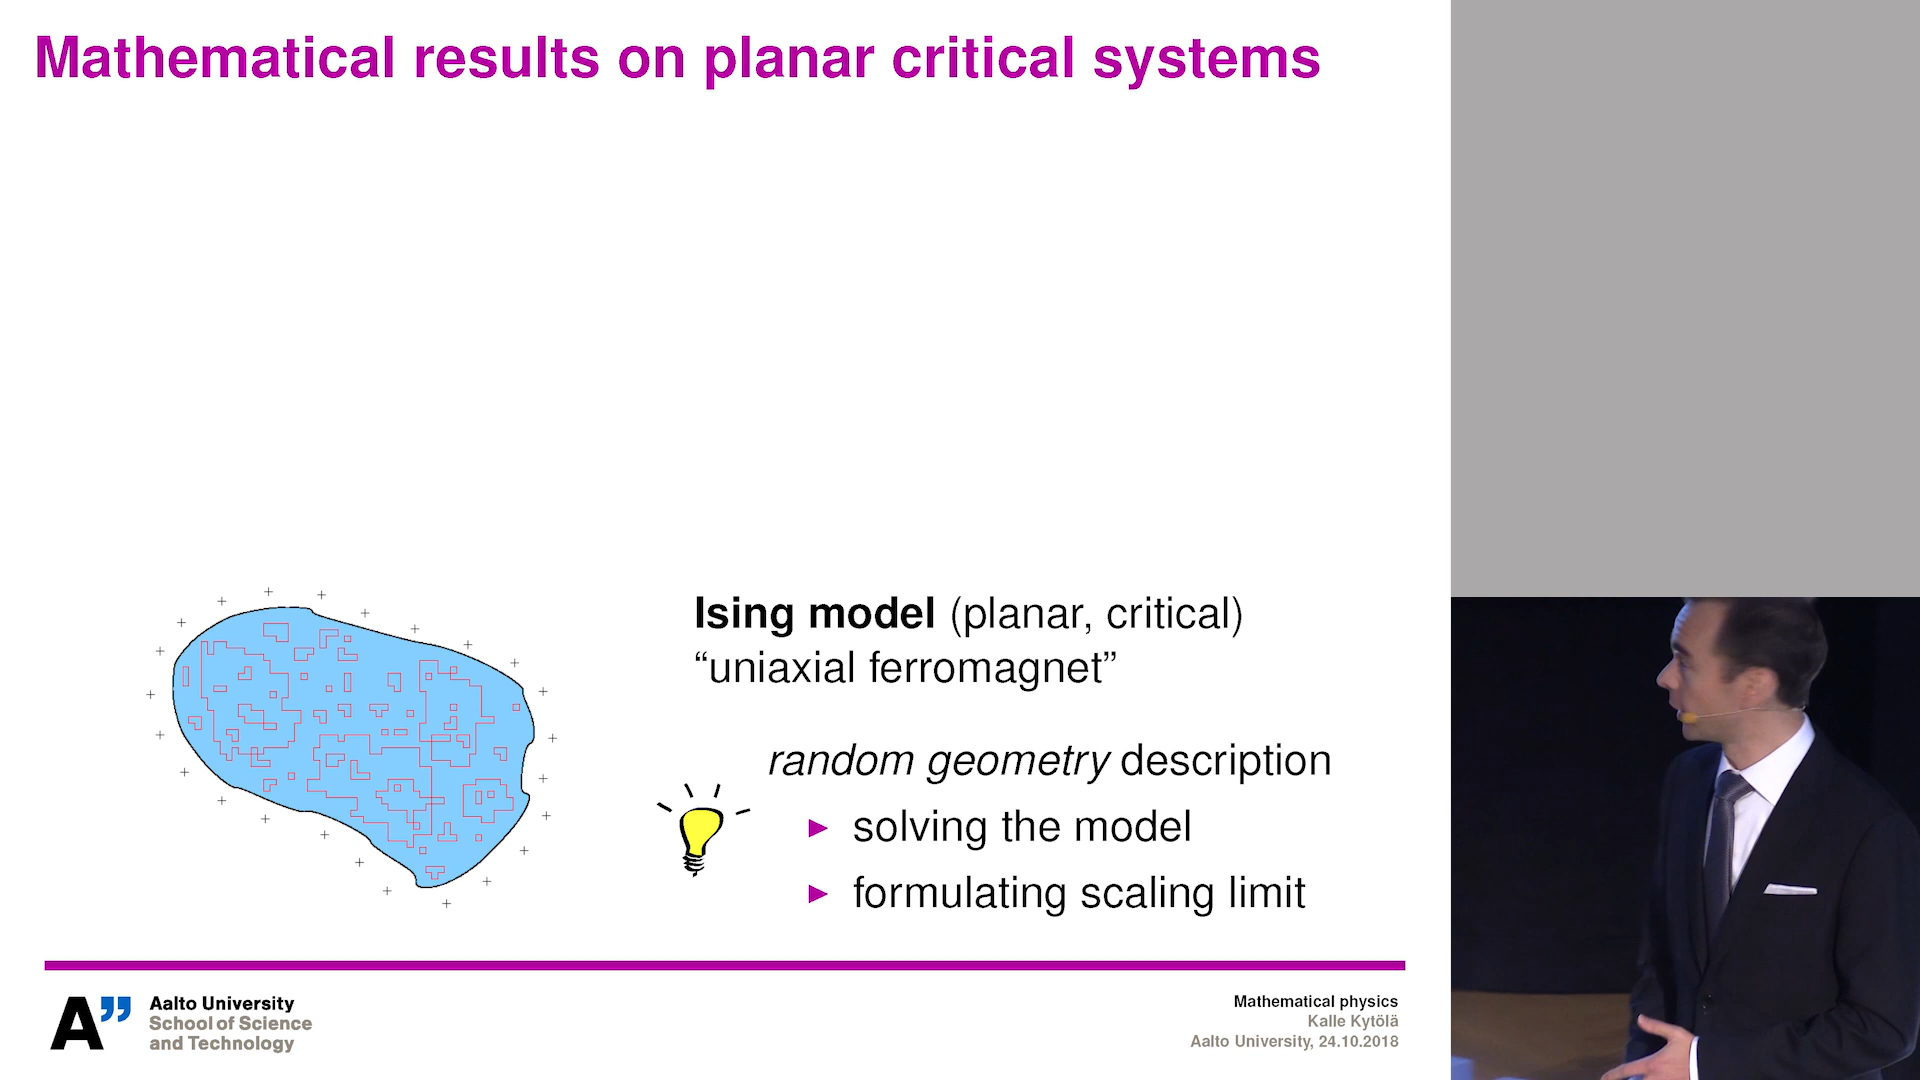 Mathematical results on planar critical systems
Ising model (planar, critical)
“uniaxial ferromagnet”
random geometry description
▶ solving the model
▶ formulating scaling limit
A”
Aalto University
School of Science
and Technology
Mathematical physics
Kalle Kytölä
Aalto University, 24.10.2018